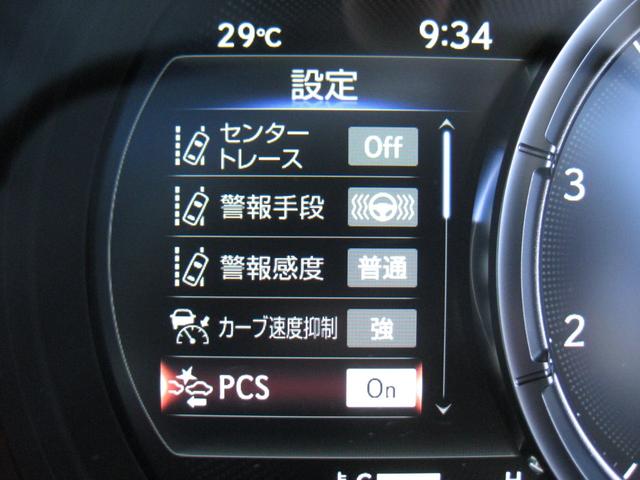 29℃ 9:34
設定
センター
トレース Off
警報手段
警報感度 普通
カーブ速度抑制 強
PCS On
3
2
C H